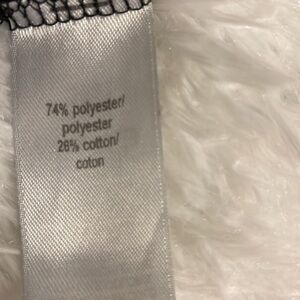 74% polyester/
polyester
26% cotton/
coton